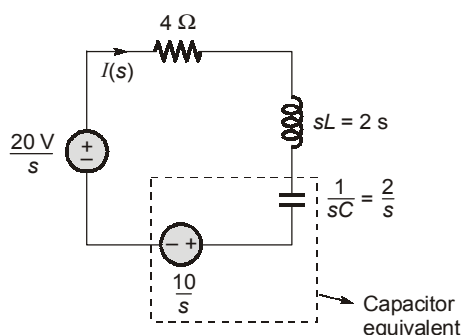 4 Ω
I(s)
sL = 2 s
20 V
s
+
−
1
sC
= 2
s
− +
10
s
Capacitor
equivalent